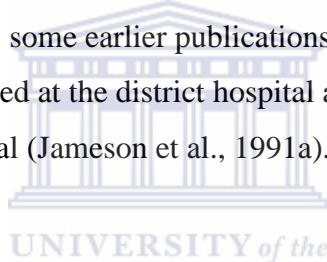 some earlier publications
ed at the district hospital a
al (Jameson et al., 1991a).
UNIVERSITY of the